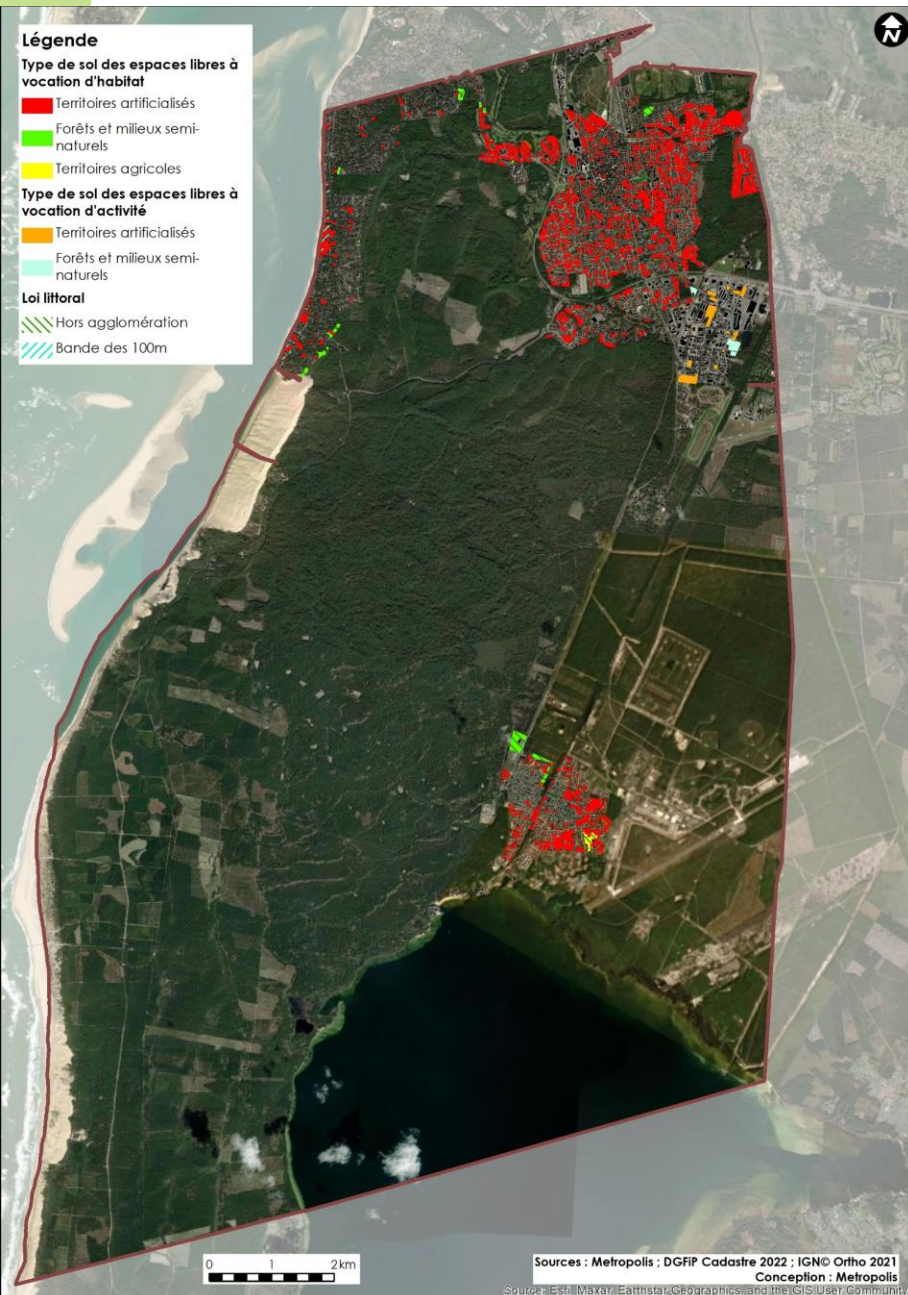 Légende
Type de sol des espaces libres à
vocation d'habitat
Territoires artificialisés
Forêts et milieux semi-
naturels
Territoires agricoles
Type de sol des espaces libres à
vocation d'activité
Territoires artificialisés
Forêts et milieux semi-
naturels
Loi littoral
Hors agglomération
Bande des 100m
N
0 1 2km
Sources : Metropolis ; DGFiP Cadastre 2022 ; IGN© Ortho 2021
Conception : Metropolis
Source: Esri, Maxar, Earthstar Geographics, and the GIS User Community